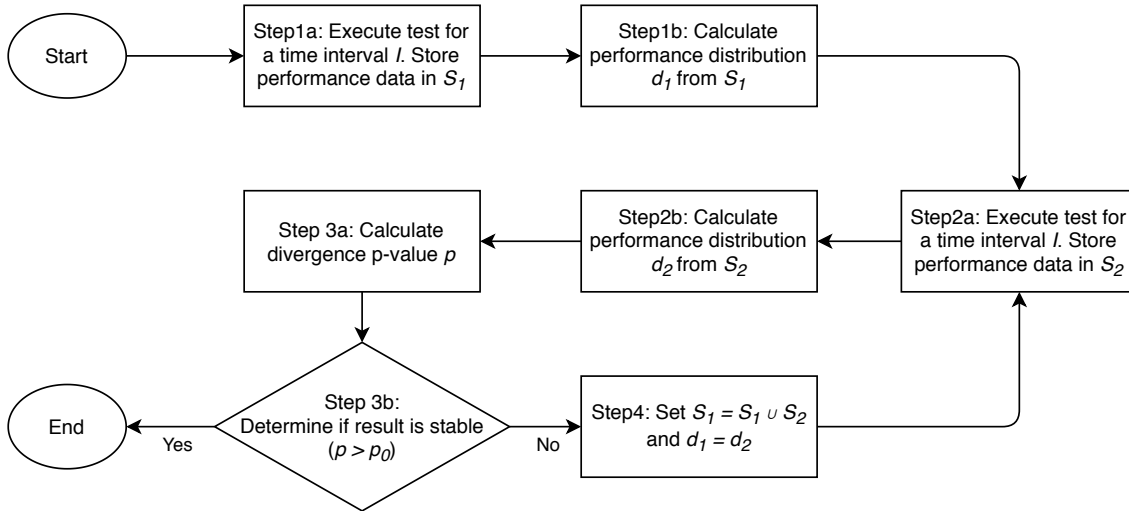 Start
Step1a: Execute test for
a time interval I. Store
performance data in S1
Step1b: Calculate
performance distribution
d1 from S1
Step2a: Execute test for
a time interval I. Store
performance data in S2
Step2b: Calculate
performance distribution
d2 from S2
Step 3a: Calculate
divergence p-value p
Step 3b:
Determine if result is stable
(p > p0)
Yes
End
No
Step4: Set S1 = S1 ∪ S2
and d1 = d2